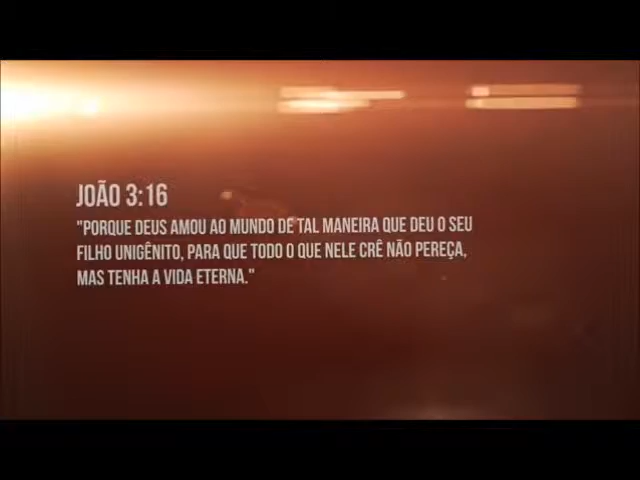 JOÃO 3:16
"PORQUE DEUS AMOU AO MUNDO DE TAL MANEIRA QUE DEU O SEU
FILHO UNIGÊNITO, PARA QUE TODO O QUE NELE CRÊ NÃO PEREÇA,
MAS TENHA A VIDA ETERNA."